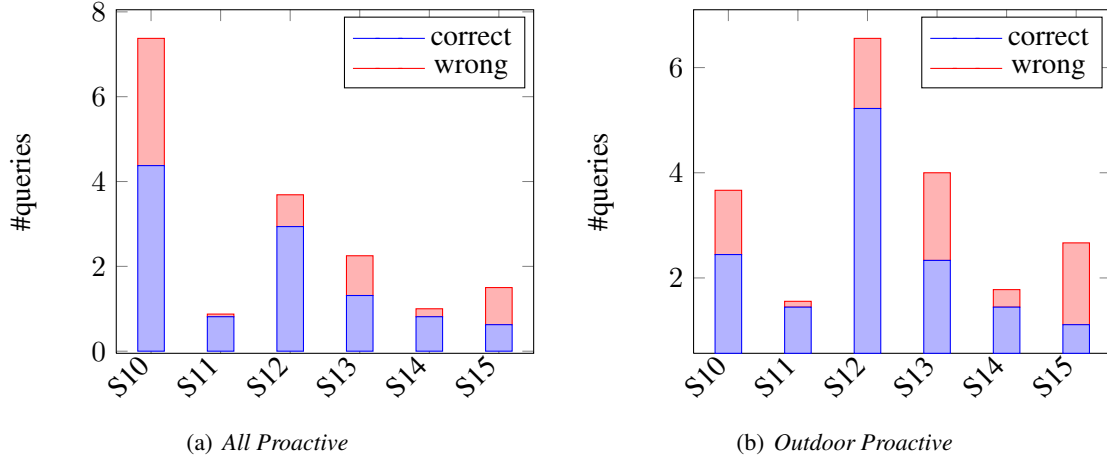 8
6
4
2
0
#queries
correct
wrong
S10
S11
S12
S13
S14
S15
(a) All Proactive
6
4
2
#queries
correct
wrong
S10
S11
S12
S13
S14
S15
(b) Outdoor Proactive